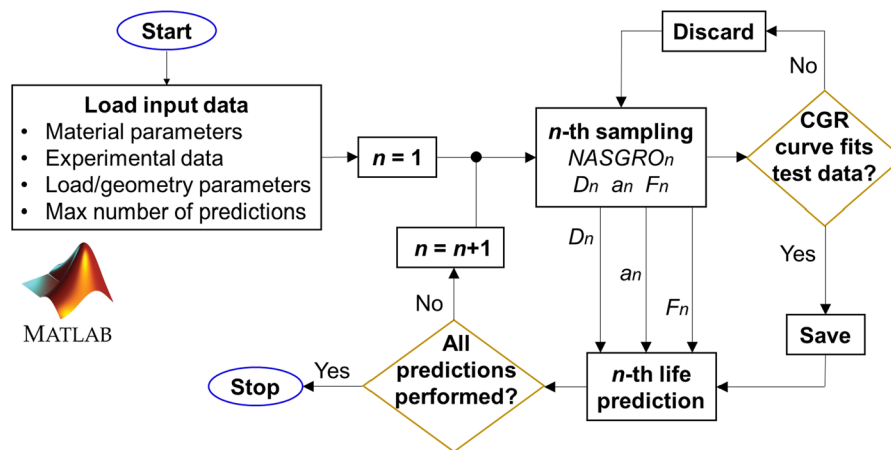 Start
Load input data
• Material parameters
• Experimental data
• Load/geometry parameters
• Max number of predictions
MATLAB
n = 1
n = n+1
n-th sampling
NASGROn
Dn an Fn
Discard
No
CGR
curve fits
test data?
Yes
Save
Dn
an
Fn
n-th life
prediction
All
predictions
performed?
No
Yes
Stop